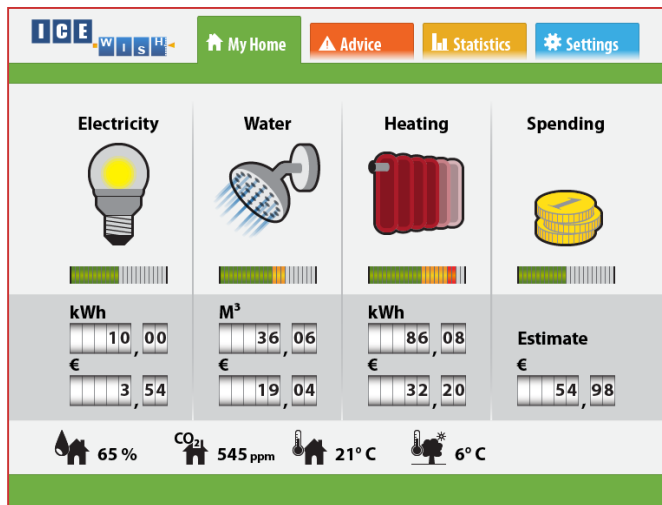 ICE
WISH
My Home
Advice
Statistics
Settings
Electricity
Water
Heating
Spending
kWh
10,00
€
3,54
M³
36,06
€
19,04
kWh
86,08
€
32,20
Estimate
€
54,98
65 %
CO₂
545 ppm
21° C
6° C